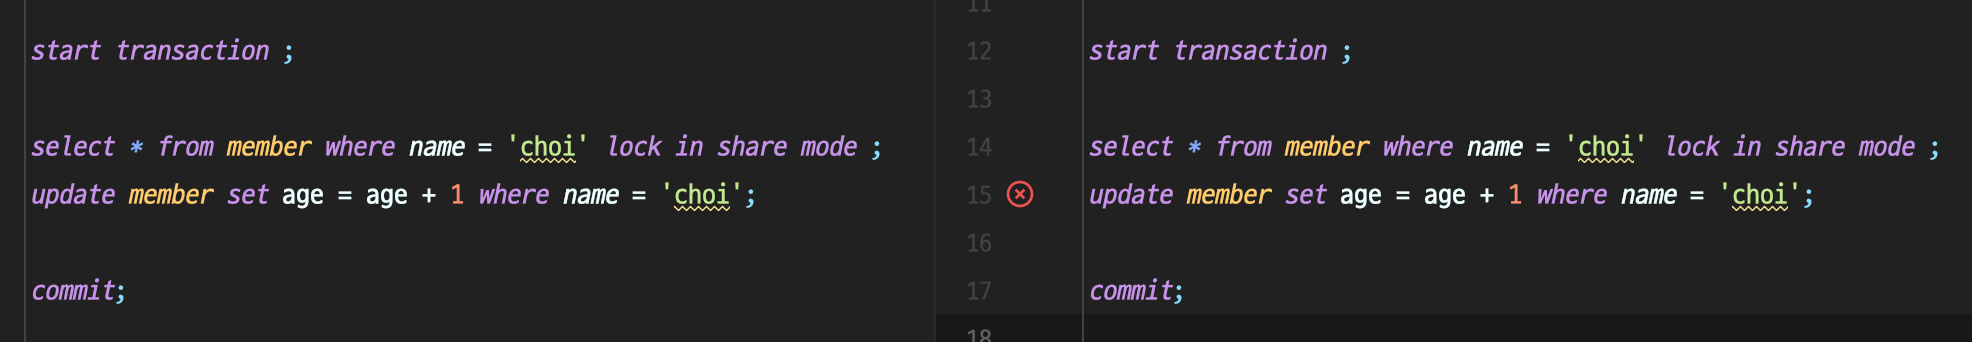 start transaction ;
select * from member where name = 'choi' lock in share mode ;
update member set age = age + 1 where name = 'choi';
commit;
11
12 start transaction ;
13
14 select * from member where name = 'choi' lock in share mode ;
15 update member set age = age + 1 where name = 'choi';
16
17 commit;
18